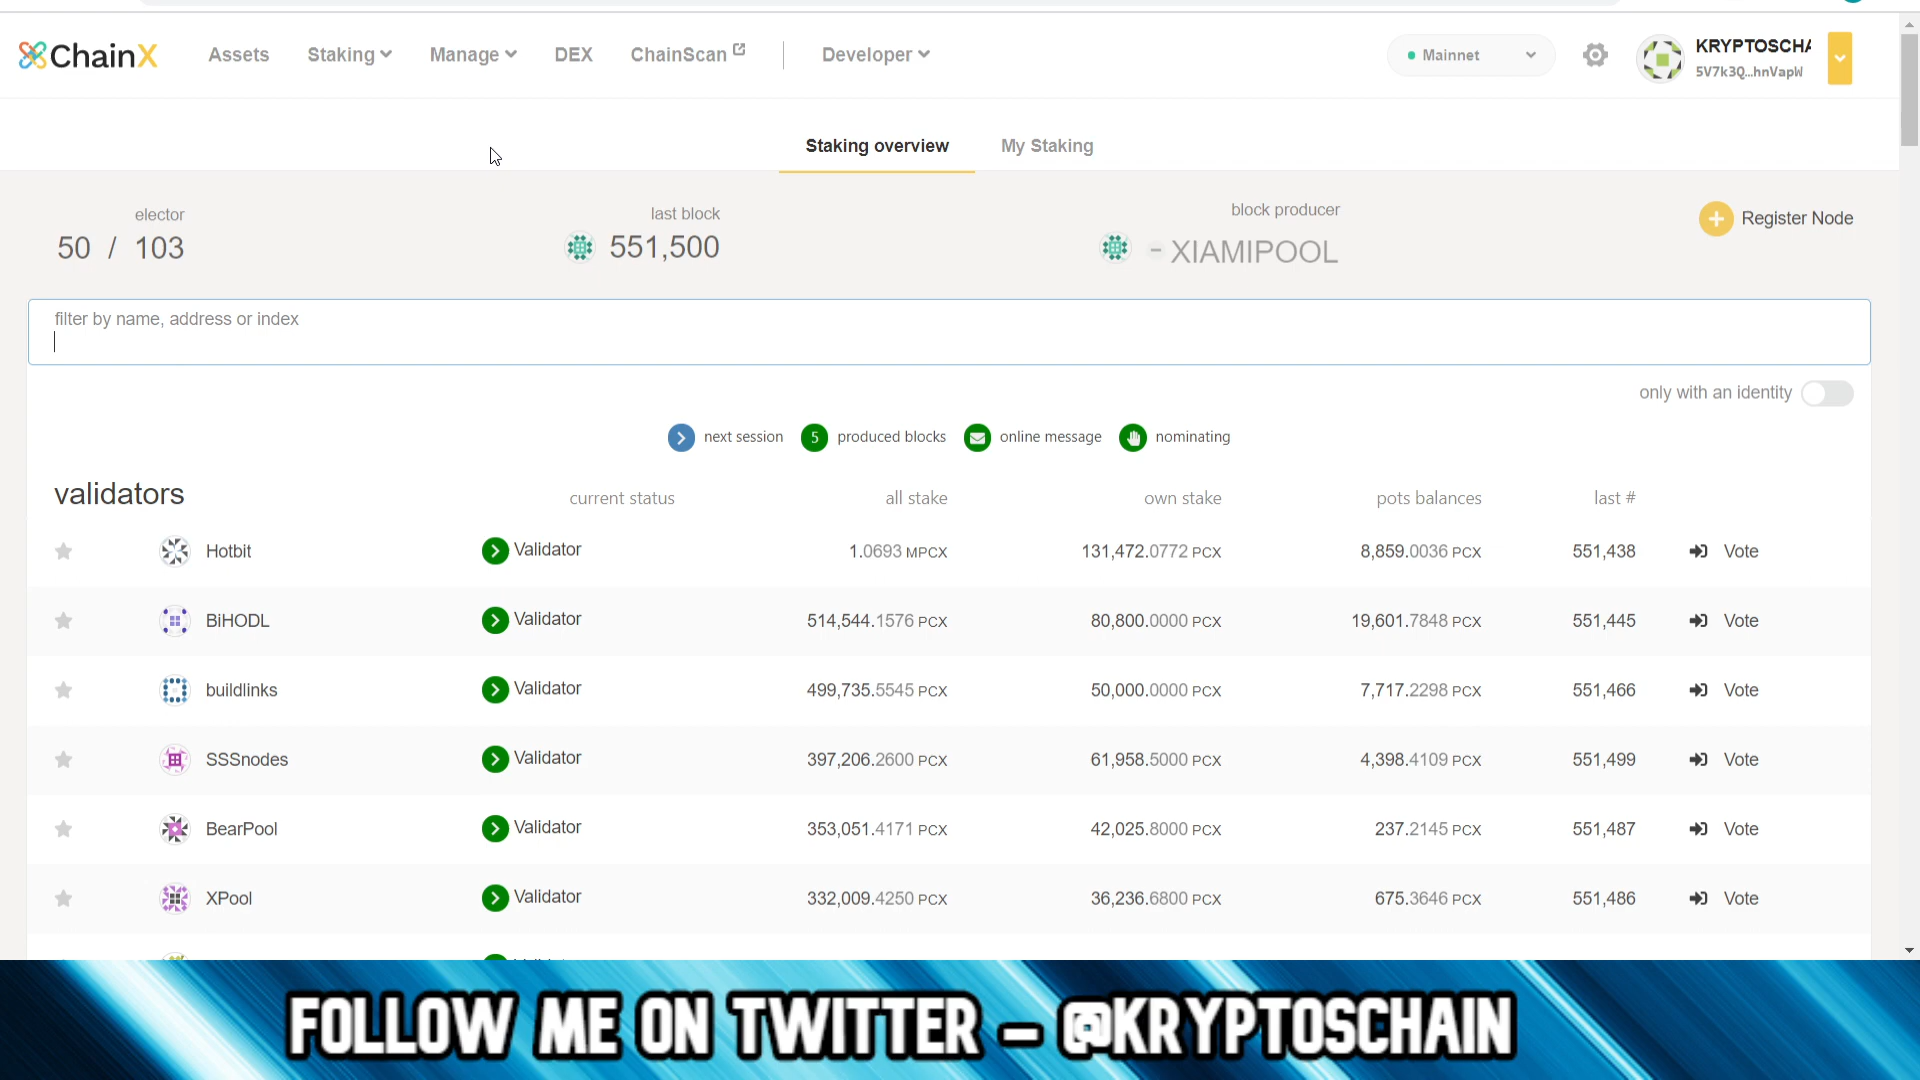 ChainX
Assets
Staking
Manage
DEX
ChainScan
Developer
Mainnet
KRYPTOSCHA
5V7k3Q...hnVapW
Staking overview
My Staking
elector
50 / 103
last block
551,500
block producer
- XIAMIPOOL
Register Node
filter by name, address or index
only with an identity
next session
5 produced blocks
online message
nominating
validators current status all stake own stake pots balances last #
Hotbit Validator 1.0693 MPCX 131,472.0772 PCX 8,859.0036 PCX 551,438 Vote
BiHODL Validator 514,544.1576 PCX 80,800.0000 PCX 19,601.7848 PCX 551,445 Vote
buildlinks Validator 499,735.5545 PCX 50,000.0000 PCX 7,717.2298 PCX 551,466 Vote
SSSnodes Validator 397,206.2600 PCX 61,958.5000 PCX 4,398.4109 PCX 551,499 Vote
BearPool Validator 353,051.4171 PCX 42,025.8000 PCX 237.2145 PCX 551,487 Vote
XPool Validator 332,009.4250 PCX 36,236.6800 PCX 675.3646 PCX 551,486 Vote
FOLLOW ME ON TWITTER - @KRYPTOSCHAIN